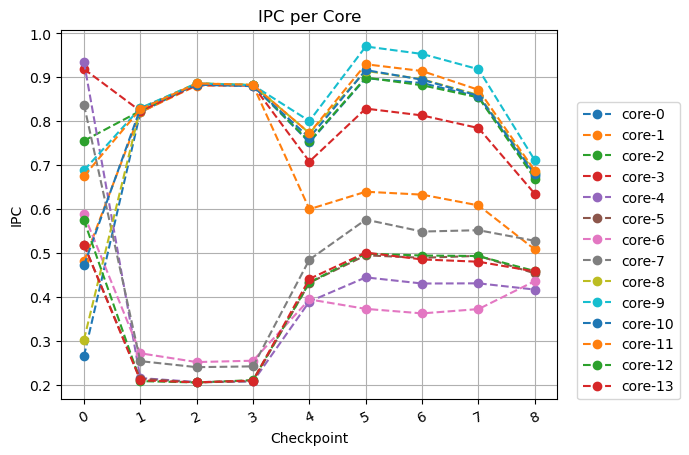 IPC per Core
IPC
1.0
0.9
0.8
0.7
0.6
0.5
0.4
0.3
0.2
0 1 2 3 4 5 6 7 8
Checkpoint
core-0
core-1
core-2
core-3
core-4
core-5
core-6
core-7
core-8
core-9
core-10
core-11
core-12
core-13